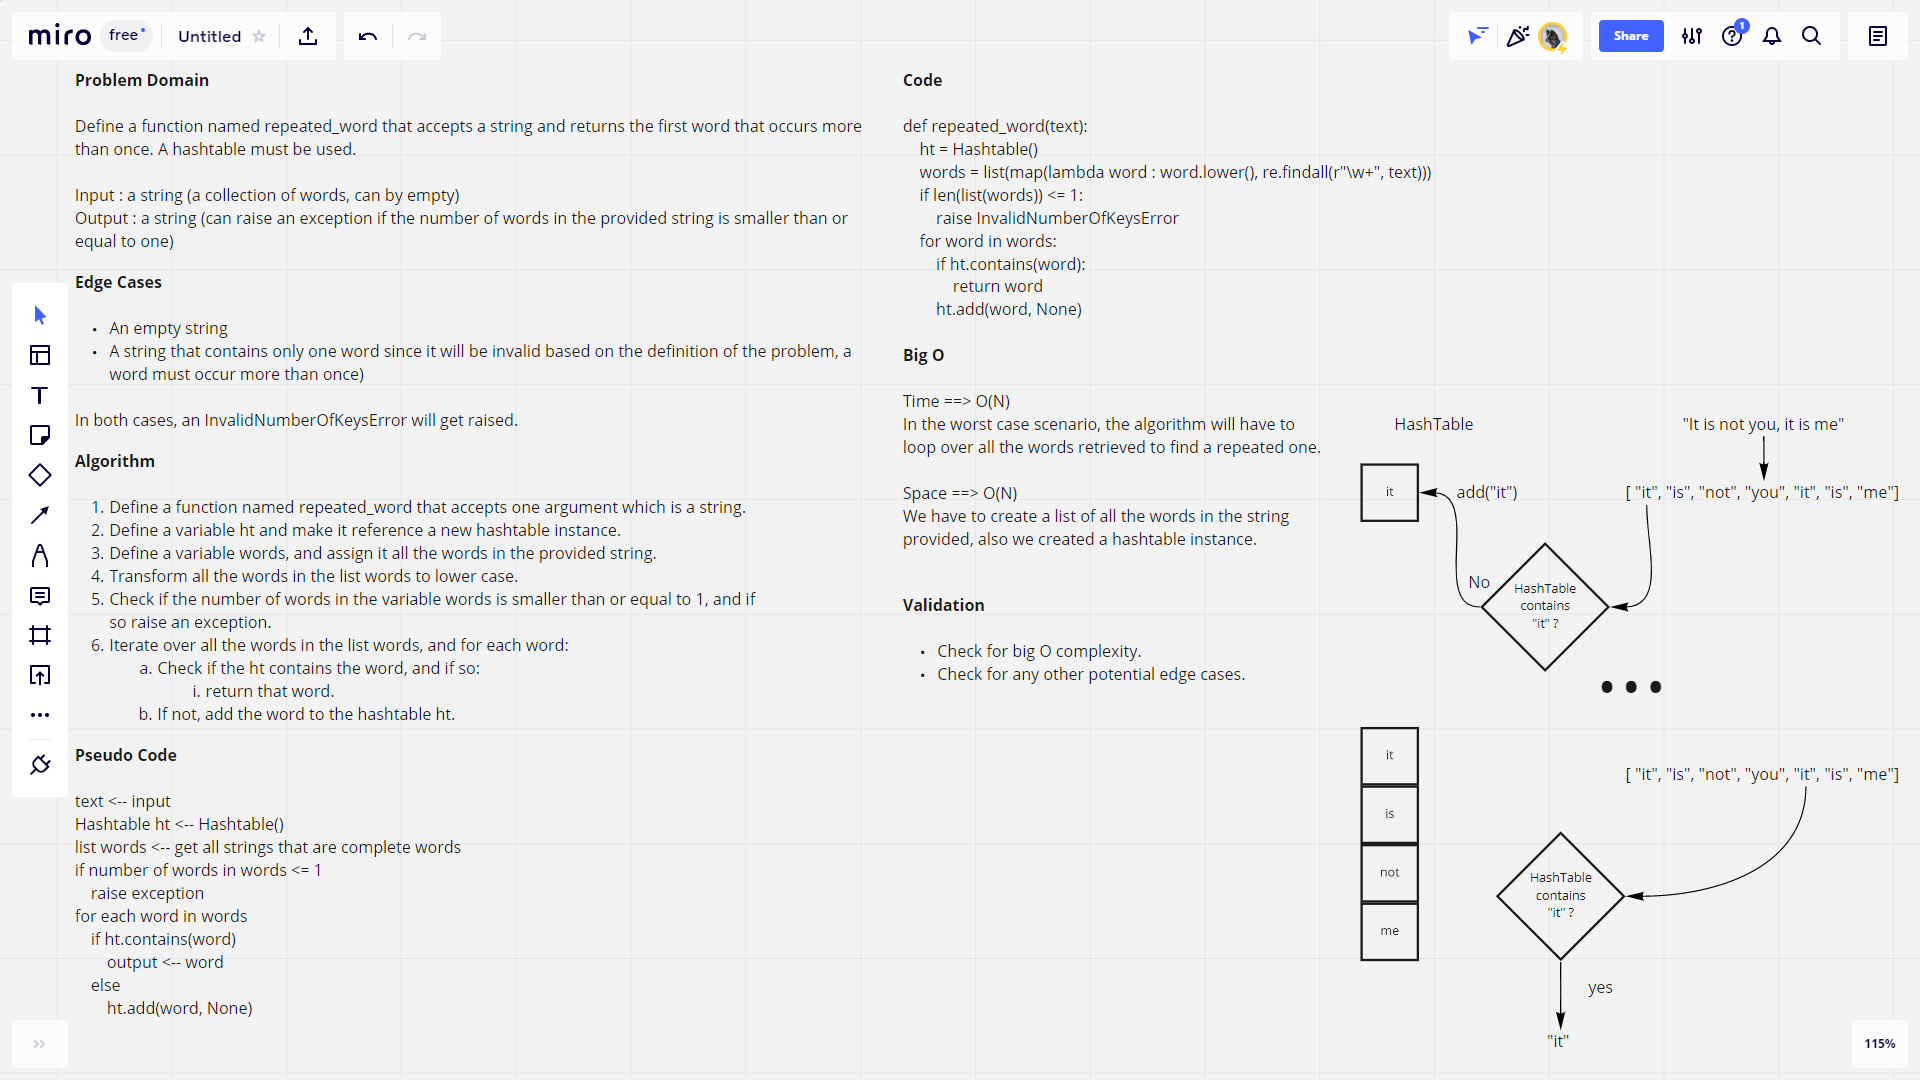 miro free Untitled
Share 1
Problem Domain
Define a function named repeated_word that accepts a string and returns the first word that occurs more
than once. A hashtable must be used.
Input : a string (a collection of words, can by empty)
Output : a string (can raise an exception if the number of words in the provided string is smaller than or
equal to one)
Edge Cases
• An empty string
• A string that contains only one word since it will be invalid based on the definition of the problem, a
word must occur more than once)
In both cases, an InvalidNumberOfKeysError will get raised.
Algorithm
1. Define a function named repeated_word that accepts one argument which is a string.
2. Define a variable ht and make it reference a new hashtable instance.
3. Define a variable words, and assign it all the words in the provided string.
4. Transform all the words in the list words to lower case.
5. Check if the number of words in the variable words is smaller than or equal to 1, and if
so raise an exception.
6. Iterate over all the words in the list words, and for each word:
a. Check if the ht contains the word, and if so:
i. return that word.
b. If not, add the word to the hashtable ht.
Pseudo Code
text <-- input
Hashtable ht <-- Hashtable()
list words <-- get all strings that are complete words
if number of words in words <= 1
raise exception
for each word in words
if ht.contains(word)
output <-- word
else
ht.add(word, None)
Code
def repeated_word(text):
ht = Hashtable()
words = list(map(lambda word : word.lower(), re.findall(r"\w+", text)))
if len(list(words)) <= 1:
raise InvalidNumberOfKeysError
for word in words:
if ht.contains(word):
return word
ht.add(word, None)
Big O
Time ==> O(N)
In the worst case scenario, the algorithm will have to
loop over all the words retrieved to find a repeated one.
Space ==> O(N)
We have to create a list of all the words in the string
provided, also we created a hashtable instance.
Validation
• Check for big O complexity.
• Check for any other potential edge cases.
HashTable
"It is not you, it is me"
it
add("it")
[ "it", "is", "not", "you", "it", "is", "me"]
No
HashTable
contains
"it" ?
it
is
not
me
[ "it", "is", "not", "you", "it", "is", "me"]
HashTable
contains
"it" ?
yes
"it"
115%